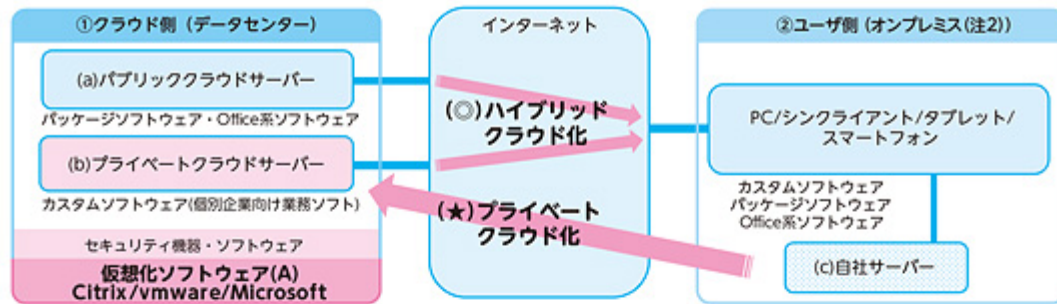 ①クラウド側（データセンター）
(a)パブリッククラウドサーバー
パッケージソフトウェア・Office系ソフトウェア
(b)プライベートクラウドサーバー
カスタムソフトウェア(個別企業向け業務ソフト)
セキュリティ機器・ソフトウェア
仮想化ソフトウェア(A)
Citrix/vmware/Microsoft
インターネット
(◎)ハイブリッド
クラウド化
(★)プライベート
クラウド化
②ユーザ側 (オンプレミス(注2))
PC/シンクライアント/タブレット/
スマートフォン
カスタムソフトウェア
パッケージソフトウェア
Office系ソフトウェア
(c)自社サーバー